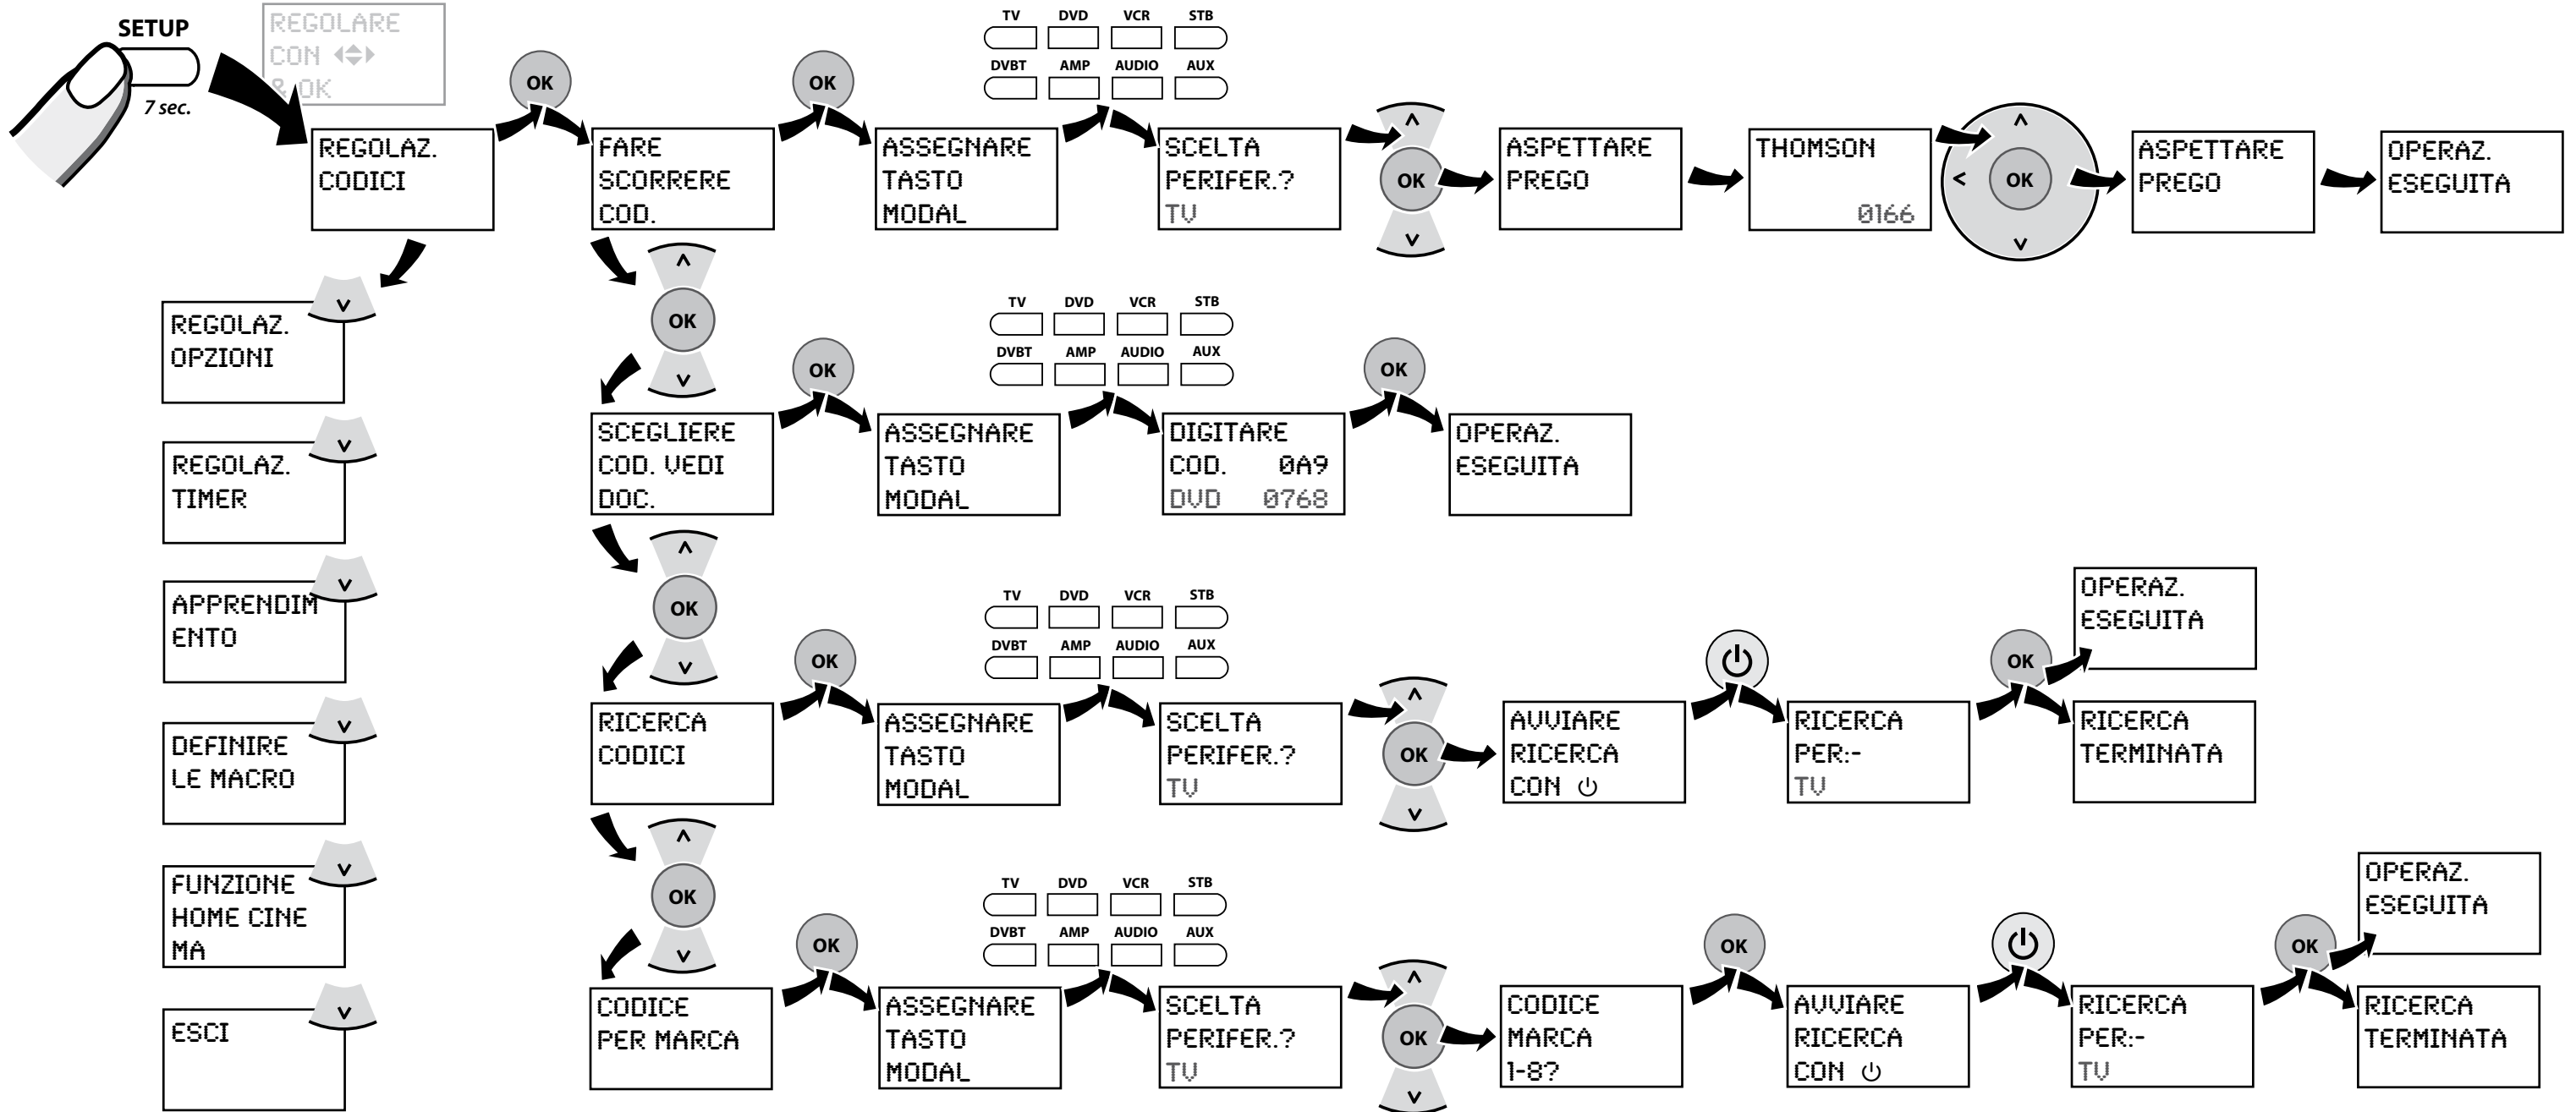 SETUP
7 sec.
REGOLARE
CON
& OK
REGOLAZ.
CODICI
OK
FARE
SCORRERE
COD.
OK
ASSEGNARE
TASTO
MODAL
TV DVD VCR STB
DVBT AMP AUDIO AUX
SCELTA
PERIFER.?
TV
OK
ASPETTARE
PREGO
THOMSON
0166
OK
ASPETTARE
PREGO
OPERAZ.
ESEGUITA
REGOLAZ.
OPZIONI
REGOLAZ.
TIMER
APPRENDIM
ENTO
DEFINIRE
LE MACRO
FUNZIONE
HOME CINE
MA
ESCI
OK
SCEGLIERE
COD. VEDI
DOC.
OK
ASSEGNARE
TASTO
MODAL
TV DVD VCR STB
DVBT AMP AUDIO AUX
DIGITARE
COD. 0A9
DVD 0768
OK
OPERAZ.
ESEGUITA
OK
RICERCA
CODICI
OK
ASSEGNARE
TASTO
MODAL
TV DVD VCR STB
DVBT AMP AUDIO AUX
SCELTA
PERIFER.?
TV
OK
AVVIARE
RICERCA
CON ⏻
RICERCA
PER:-
TV
OK
OPERAZ.
ESEGUITA
RICERCA
TERMINATA
OK
CODICE
PER MARCA
OK
ASSEGNARE
TASTO
MODAL
TV DVD VCR STB
DVBT AMP AUDIO AUX
SCELTA
PERIFER.?
TV
OK
CODICE
MARCA
1-8?
OK
AVVIARE
RICERCA
CON ⏻
RICERCA
PER:-
TV
OK
OPERAZ.
ESEGUITA
RICERCA
TERMINATA